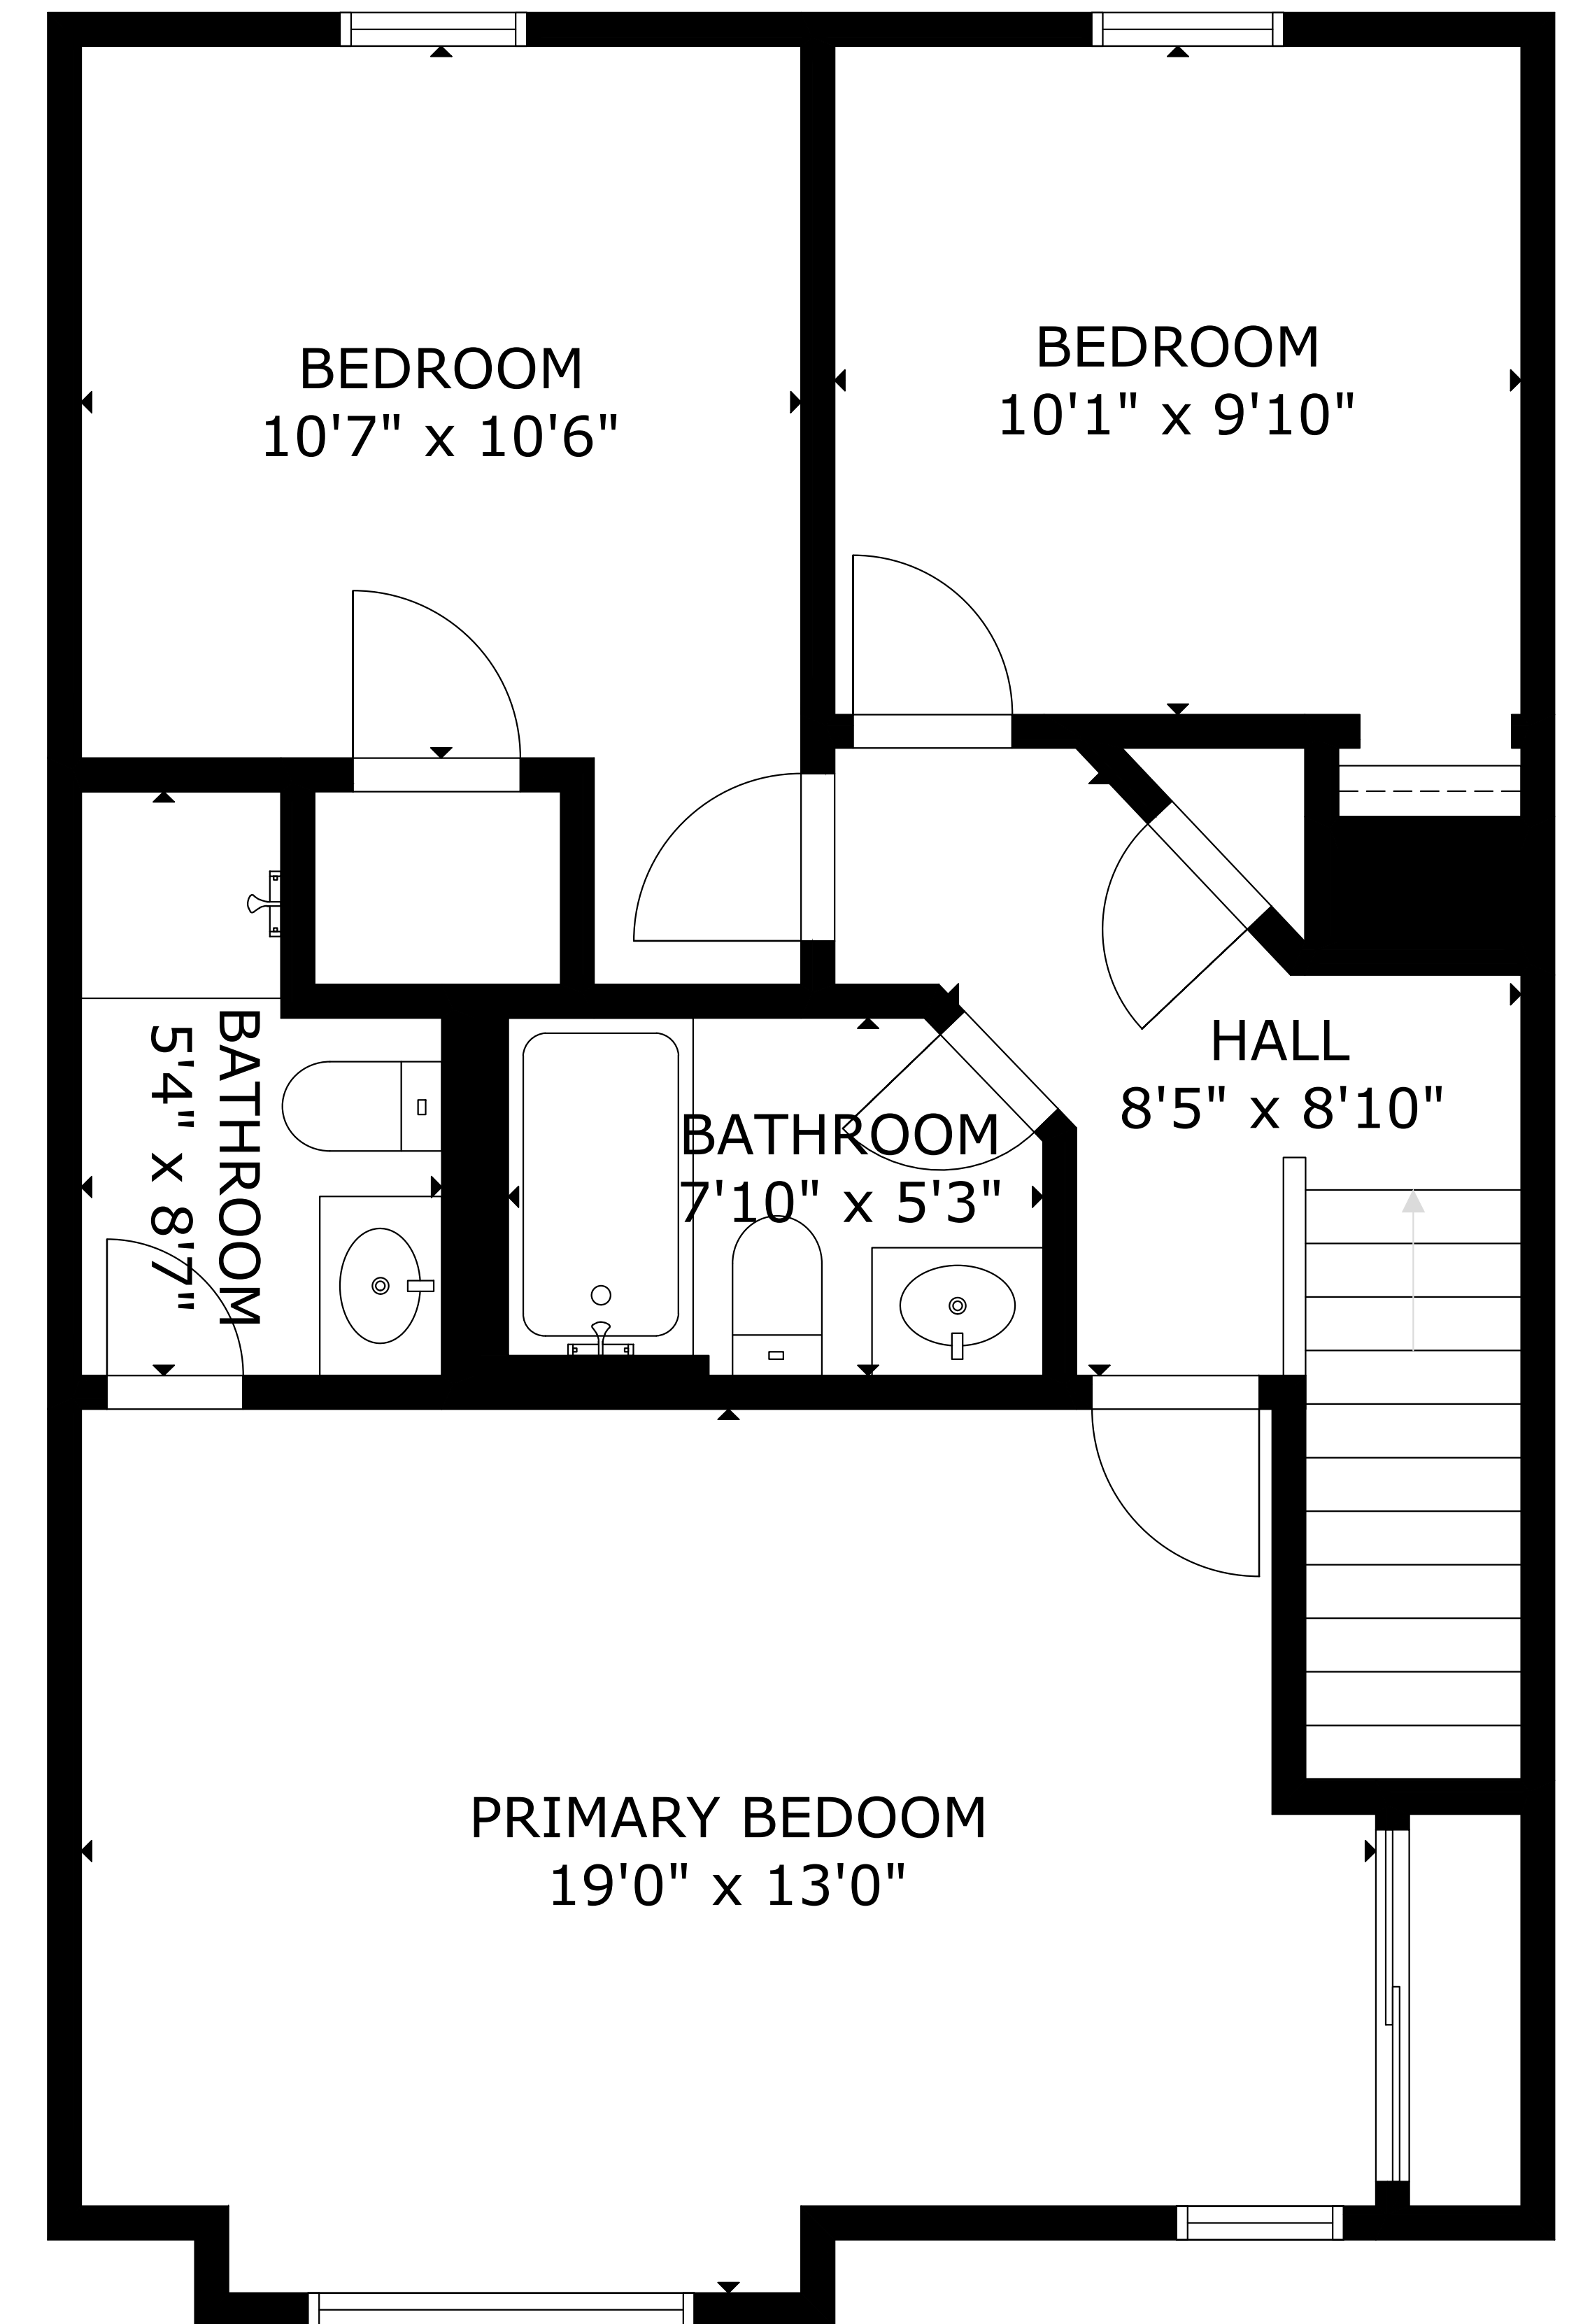 BEDROOM
10'7" x 10'6"
BEDROOM
10'1" x 9'10"
HALL
8'5" x 8'10"
BATHROOM
5'4" x 8'7"
BATHROOM
7'10" x 5'3"
PRIMARY BEDOOM
19'0" x 13'0"